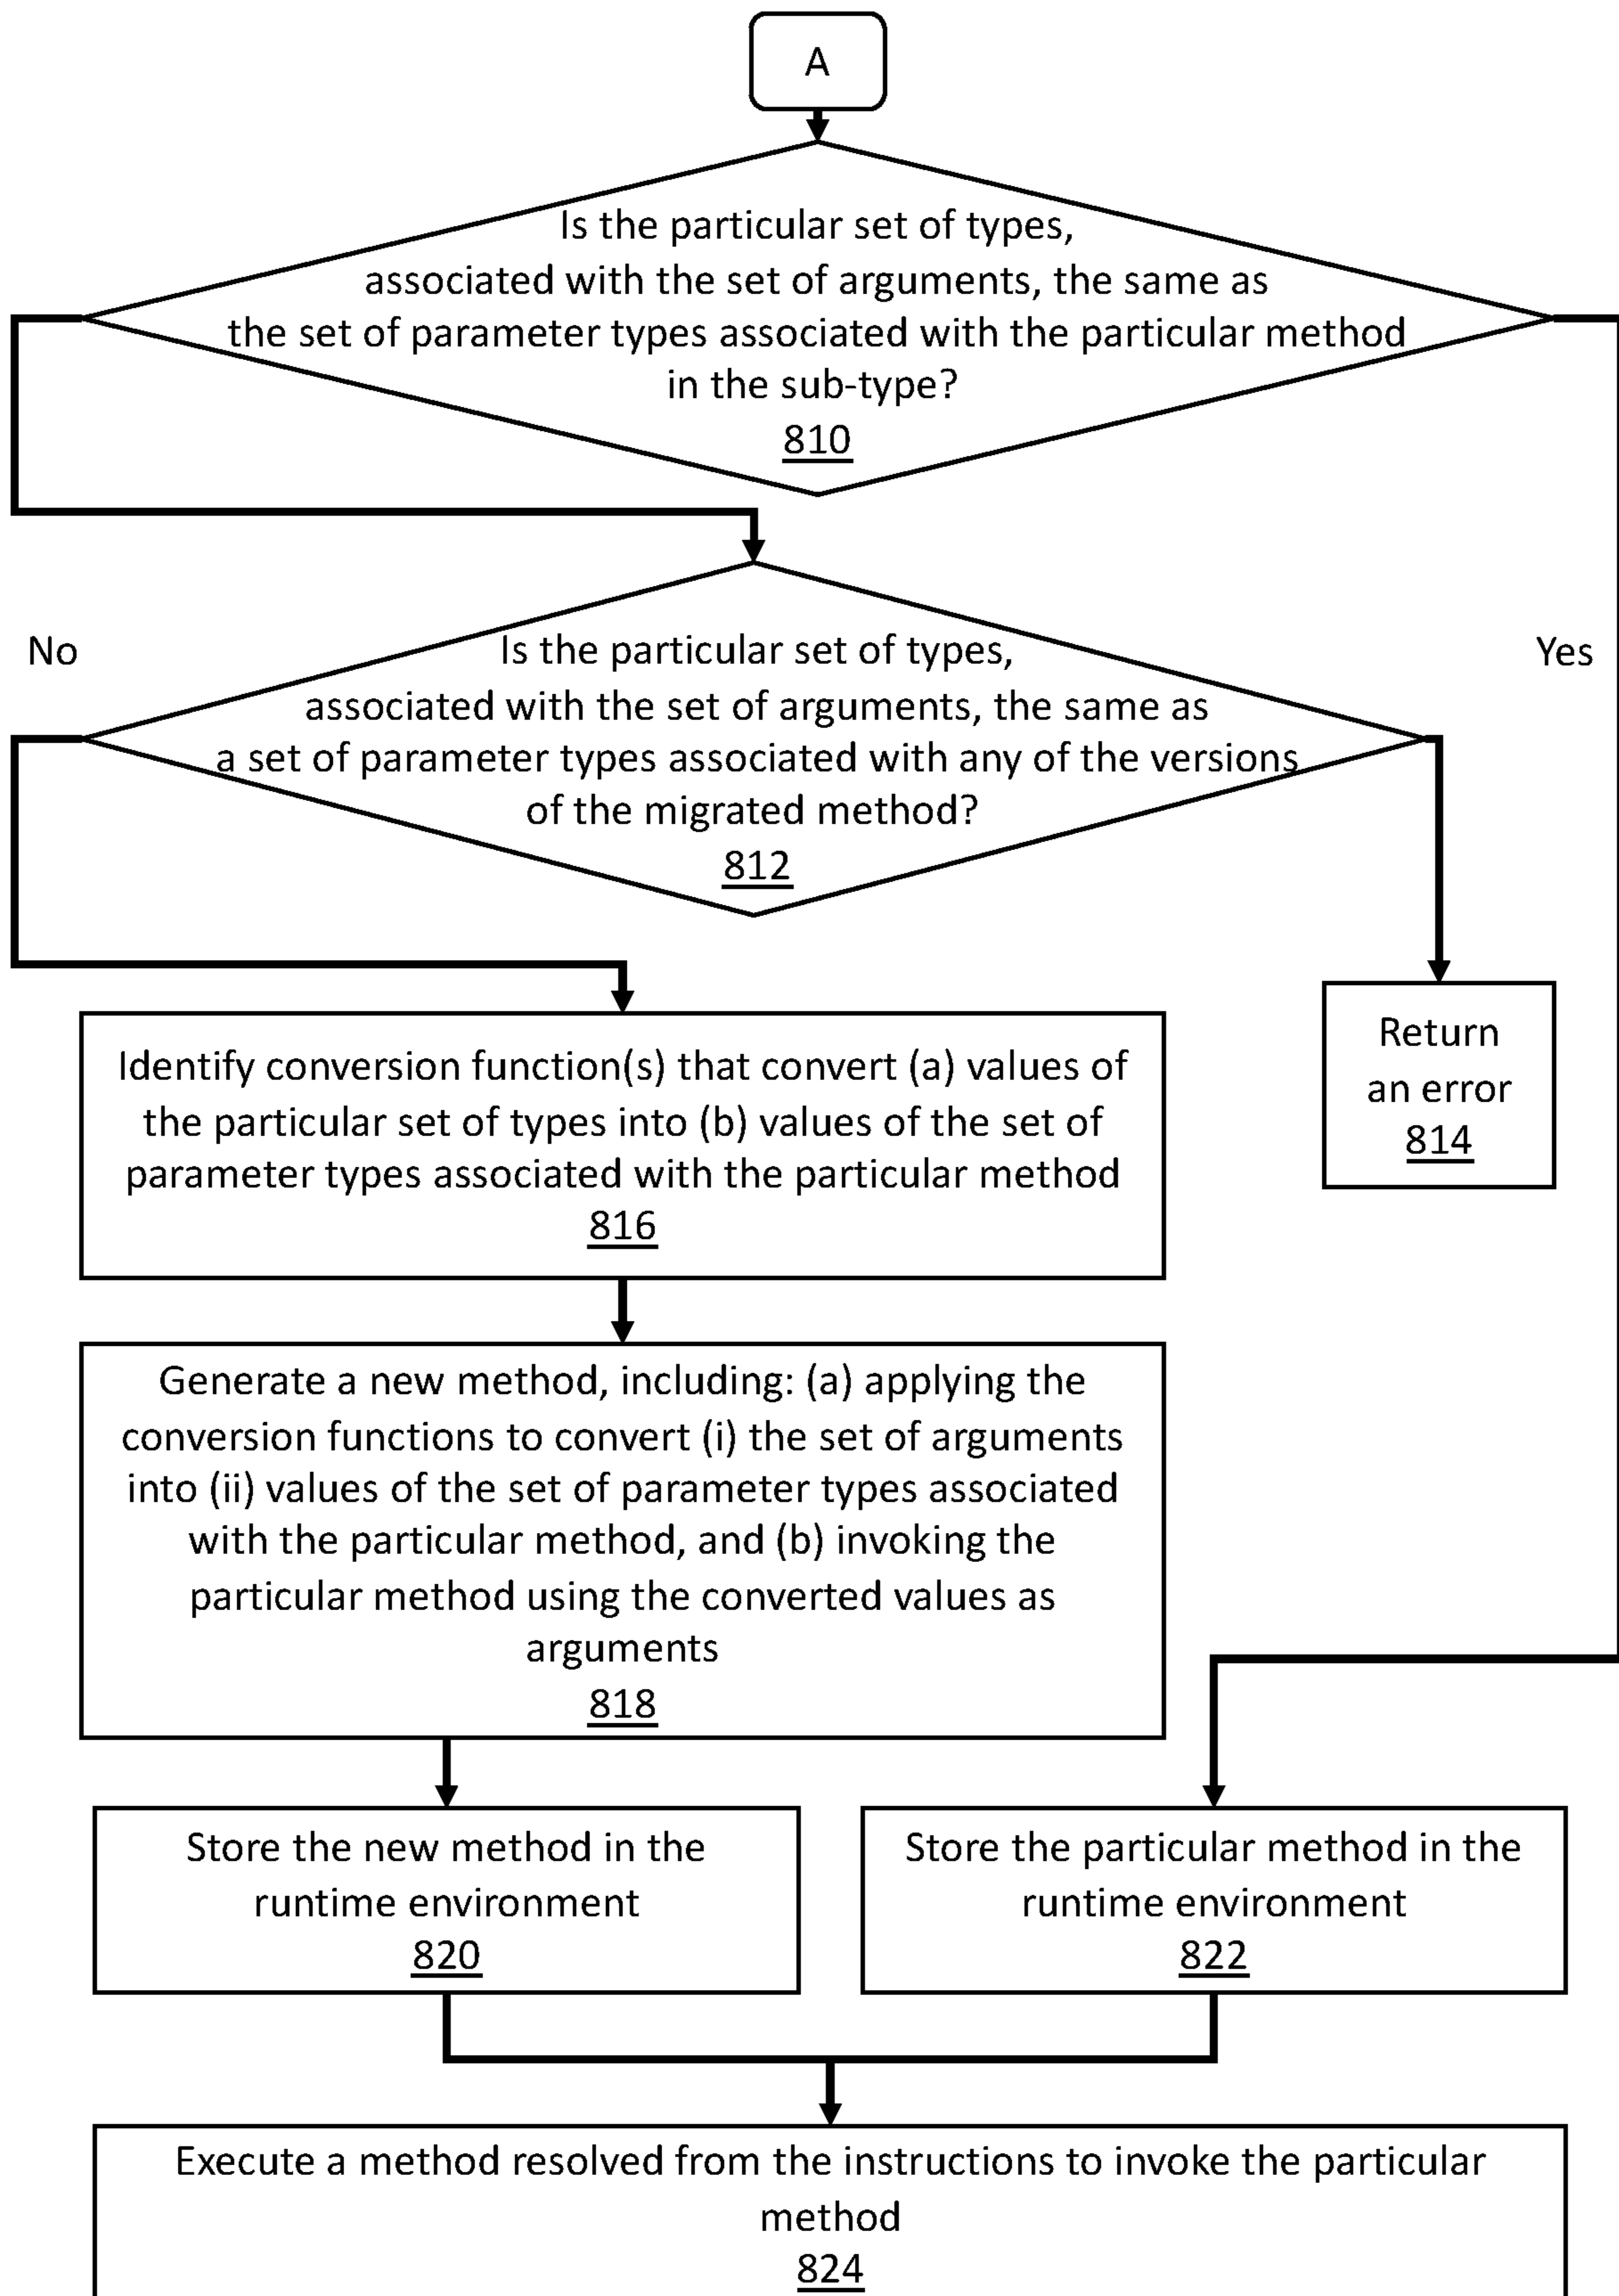 A
Is the particular set of types,
associated with the set of arguments, the same as
the set of parameter types associated with the particular method
in the sub-type?
810
No
Yes
Is the particular set of types,
associated with the set of arguments, the same as
a set of parameter types associated with any of the versions
of the migrated method?
812
Return
an error
814
Identify conversion function(s) that convert (a) values of
the particular set of types into (b) values of the set of
parameter types associated with the particular method
816
Generate a new method, including: (a) applying the
conversion functions to convert (i) the set of arguments
into (ii) values of the set of parameter types associated
with the particular method, and (b) invoking the
particular method using the converted values as
arguments
818
Store the new method in the
runtime environment
820
Store the particular method in the
runtime environment
822
Execute a method resolved from the instructions to invoke the particular
method
824